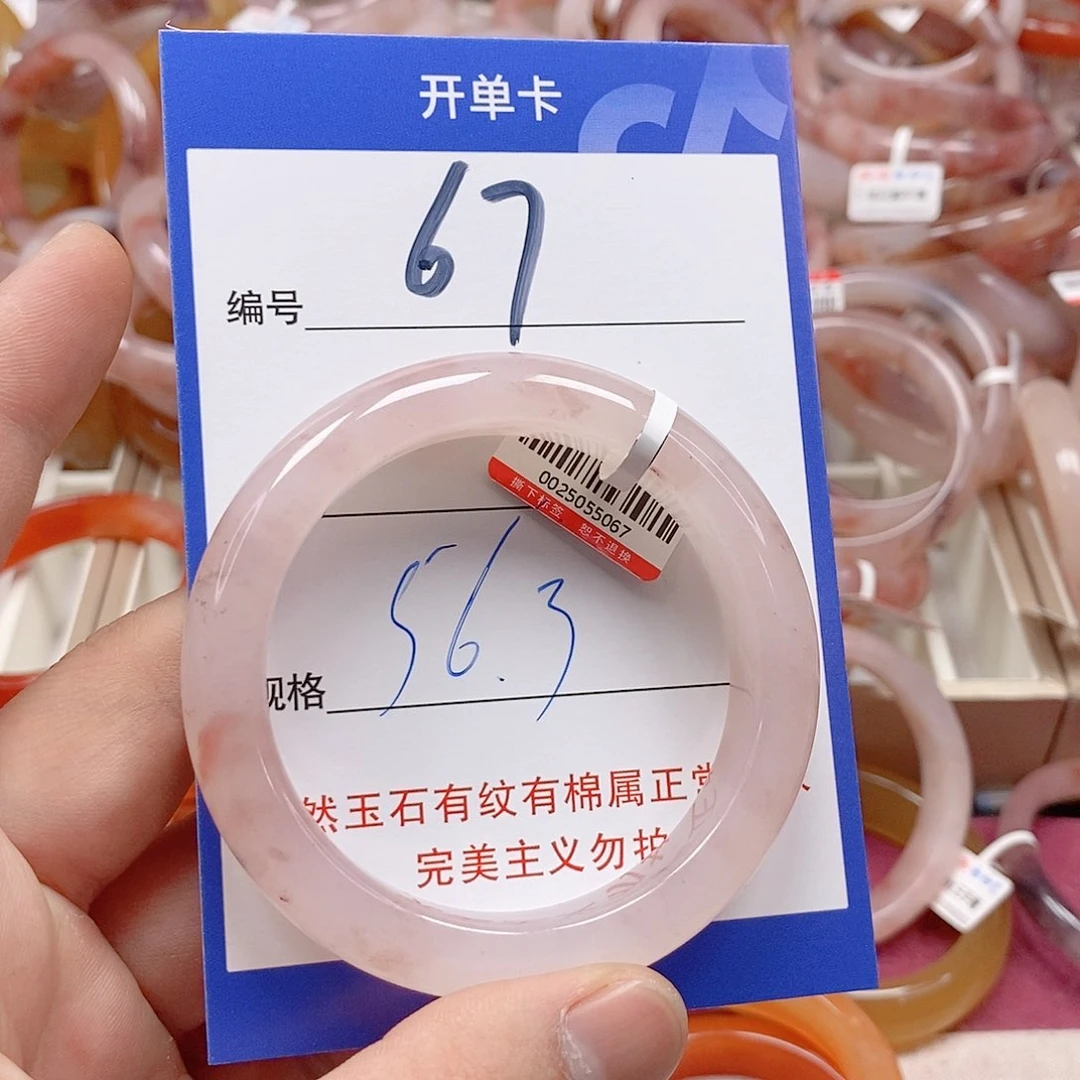 开单卡
67
编号
0025055067
撕下标签 恕不退换
56.3
规格
然玉石有纹有棉属正常
完美主义勿拍